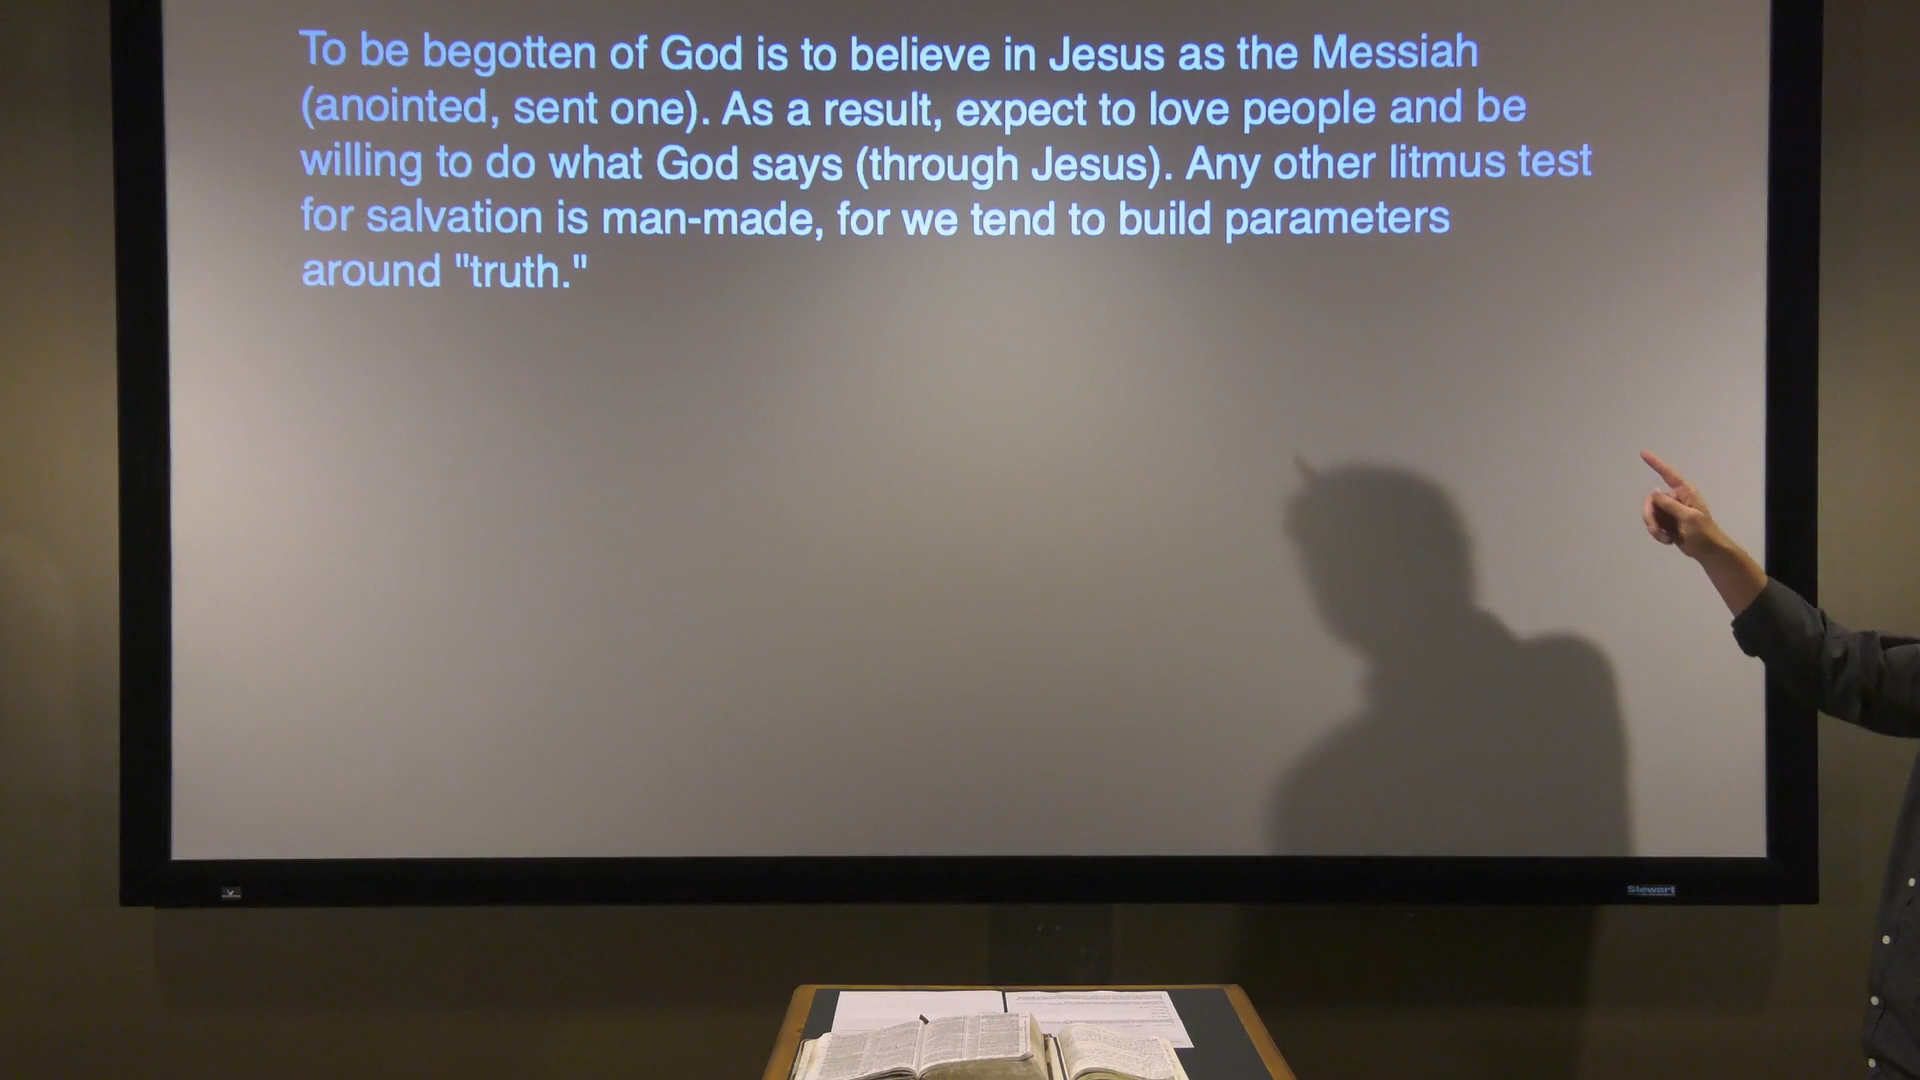 To be begotten of God is to believe in Jesus as the Messiah
(anointed, sent one). As a result, expect to love people and be
willing to do what God says (through Jesus). Any other litmus test
for salvation is man-made, for we tend to build parameters
around "truth."
Stewart